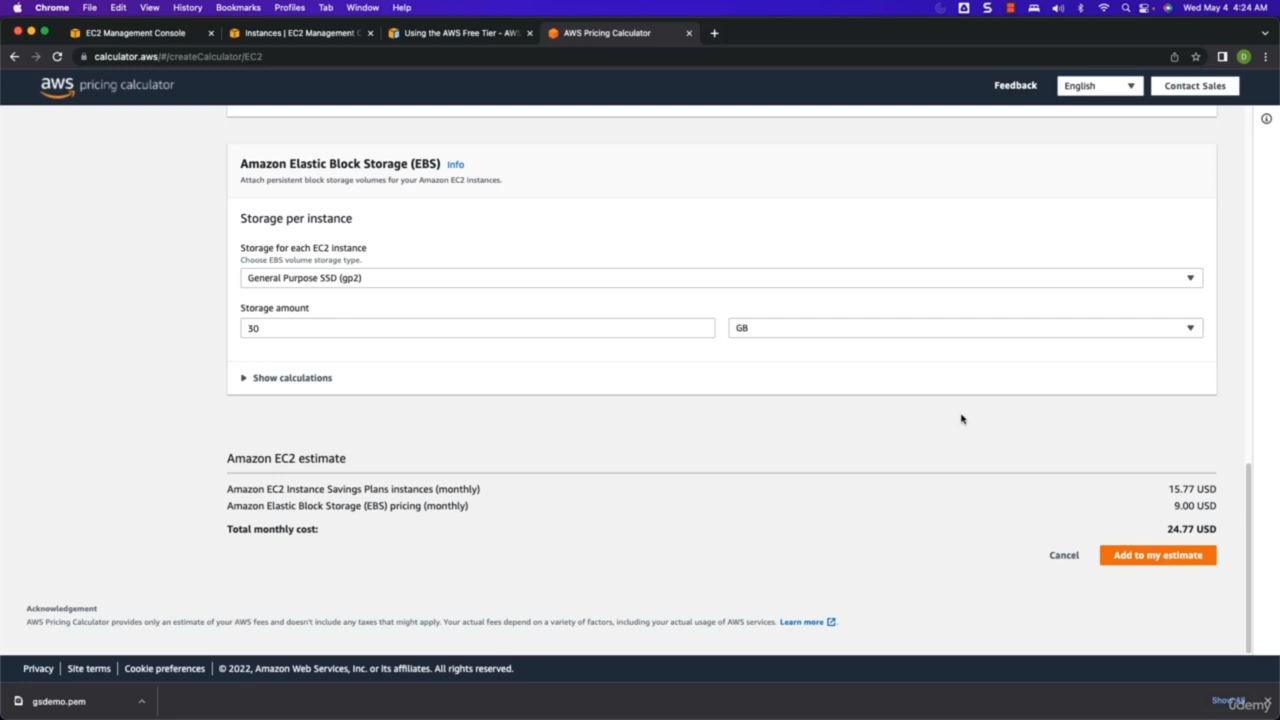 Chrome File Edit View History Bookmarks Profiles Tab Window Help Wed May 4 4:24 AM
EC2 Management Console Instances | EC2 Management C Using the AWS Free Tier - AWS AWS Pricing Calculator
calculator.aws/#/createCalculator/EC2
aws pricing calculator Feedback English Contact Sales
Amazon Elastic Block Storage (EBS) Info
Attach persistent block storage volumes for your Amazon EC2 instances.
Storage per instance
Storage for each EC2 instance
Choose EBS volume storage type.
General Purpose SSD (gp2)
Storage amount
30 GB
Show calculations
Amazon EC2 estimate
Amazon EC2 Instance Savings Plans instances (monthly) 15.77 USD
Amazon Elastic Block Storage (EBS) pricing (monthly) 9.00 USD
Total monthly cost: 24.77 USD
Cancel Add to my estimate
Acknowledgement
AWS Pricing Calculator provides only an estimate of your AWS fees and doesn't include any taxes that might apply. Your actual fees depend on a variety of factors, including your actual usage of AWS services. Learn more
Privacy | Site terms | Cookie preferences | © 2022, Amazon Web Services, Inc. or its affiliates. All rights reserved.
gsdemo.pem Show All
udemy